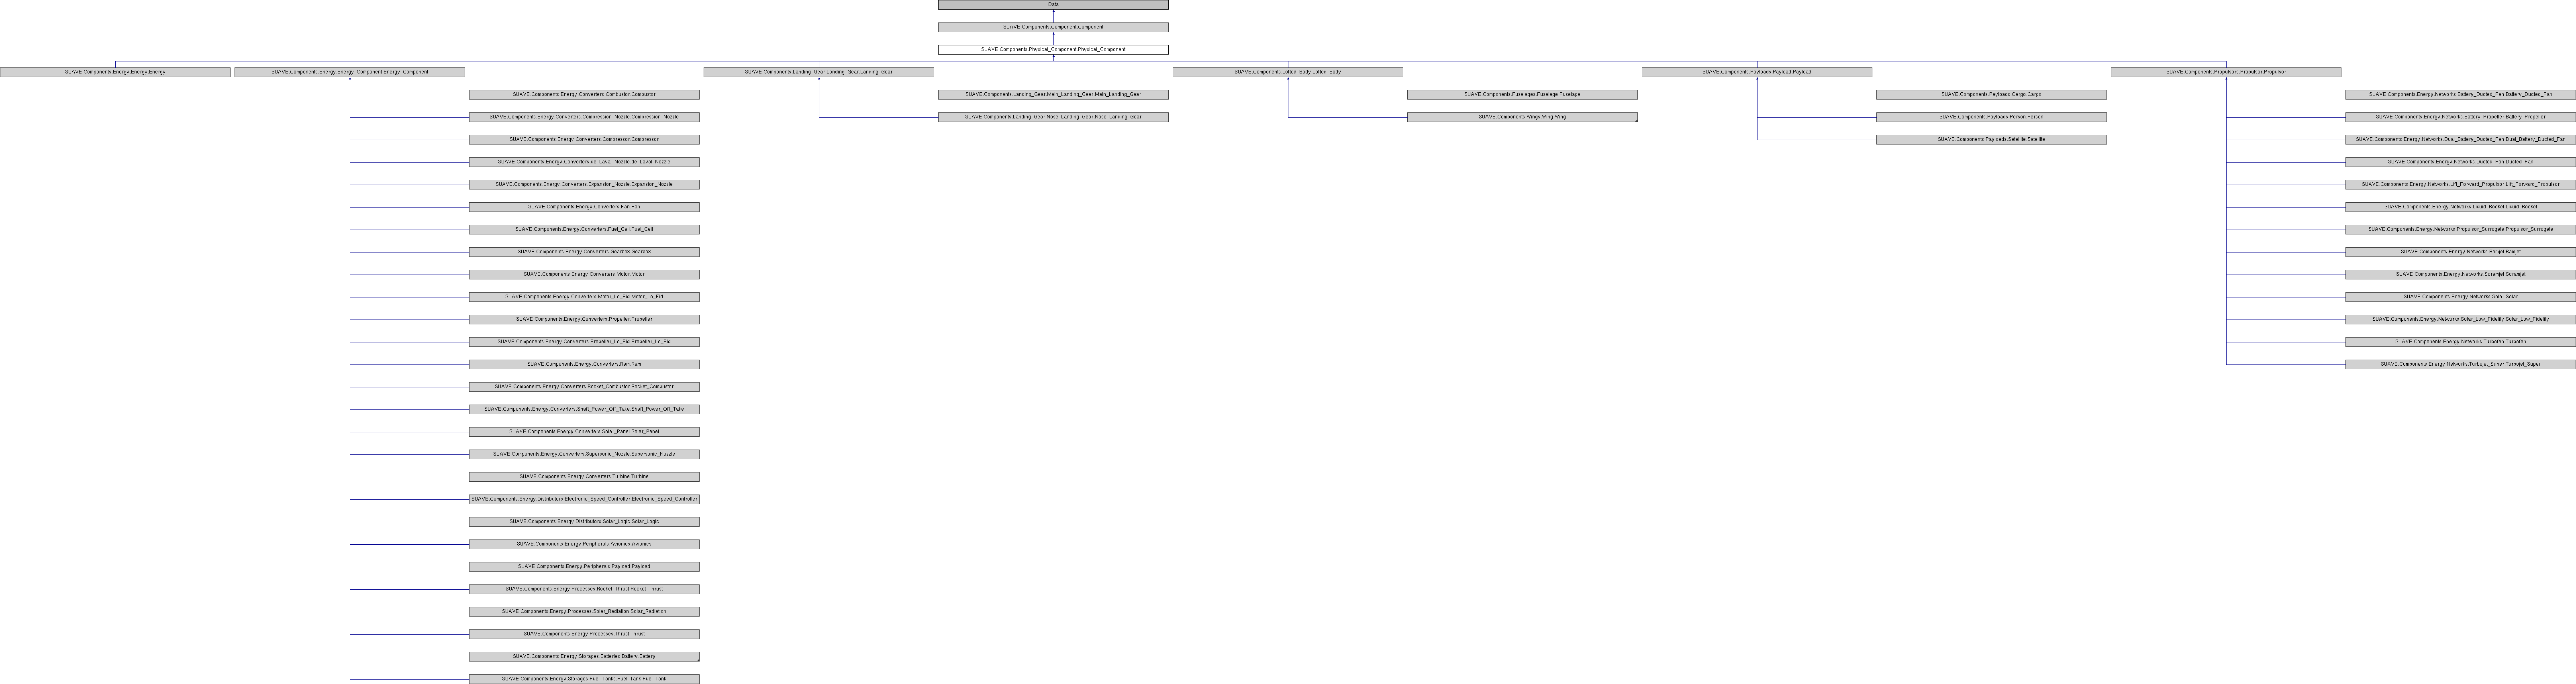 Data
SUAVE.Components.Component.Component
SUAVE.Components.Physical_Component.Physical_Component
SUAVE.Components.Energy.Energy.Energy
SUAVE.Components.Energy.Energy_Component.Energy_Component
SUAVE.Components.Landing_Gear.Landing_Gear.Landing_Gear
SUAVE.Components.Lofted_Body.Lofted_Body
SUAVE.Components.Payloads.Payload.Payload
SUAVE.Components.Propulsors.Propulsor.Propulsor
SUAVE.Components.Energy.Converters.Combustor.Combustor
SUAVE.Components.Energy.Converters.Compression_Nozzle.Compression_Nozzle
SUAVE.Components.Energy.Converters.Compressor.Compressor
SUAVE.Components.Energy.Converters.de_Laval_Nozzle.de_Laval_Nozzle
SUAVE.Components.Energy.Converters.Expansion_Nozzle.Expansion_Nozzle
SUAVE.Components.Energy.Converters.Fan.Fan
SUAVE.Components.Energy.Converters.Fuel_Cell.Fuel_Cell
SUAVE.Components.Energy.Converters.Gearbox.Gearbox
SUAVE.Components.Energy.Converters.Motor.Motor
SUAVE.Components.Energy.Converters.Motor_Lo_Fid.Motor_Lo_Fid
SUAVE.Components.Energy.Converters.Propeller.Propeller
SUAVE.Components.Energy.Converters.Propeller_Lo_Fid.Propeller_Lo_Fid
SUAVE.Components.Energy.Converters.Ram.Ram
SUAVE.Components.Energy.Converters.Rocket_Combustor.Rocket_Combustor
SUAVE.Components.Energy.Converters.Shaft_Power_Off_Take.Shaft_Power_Off_Take
SUAVE.Components.Energy.Converters.Solar_Panel.Solar_Panel
SUAVE.Components.Energy.Converters.Supersonic_Nozzle.Supersonic_Nozzle
SUAVE.Components.Energy.Converters.Turbine.Turbine
SUAVE.Components.Energy.Distributors.Electronic_Speed_Controller.Electronic_Speed_Controller
SUAVE.Components.Energy.Distributors.Solar_Logic.Solar_Logic
SUAVE.Components.Energy.Peripherals.Avionics.Avionics
SUAVE.Components.Energy.Peripherals.Payload.Payload
SUAVE.Components.Energy.Processes.Rocket_Thrust.Rocket_Thrust
SUAVE.Components.Energy.Processes.Solar_Radiation.Solar_Radiation
SUAVE.Components.Energy.Processes.Thrust.Thrust
SUAVE.Components.Energy.Storages.Batteries.Battery.Battery
SUAVE.Components.Energy.Storages.Fuel_Tanks.Fuel_Tank.Fuel_Tank
SUAVE.Components.Landing_Gear.Main_Landing_Gear.Main_Landing_Gear
SUAVE.Components.Landing_Gear.Nose_Landing_Gear.Nose_Landing_Gear
SUAVE.Components.Fuselages.Fuselage.Fuselage
SUAVE.Components.Wings.Wing.Wing
SUAVE.Components.Payloads.Cargo.Cargo
SUAVE.Components.Payloads.Person.Person
SUAVE.Components.Payloads.Satellite.Satellite
SUAVE.Components.Energy.Networks.Battery_Ducted_Fan.Battery_Ducted_Fan
SUAVE.Components.Energy.Networks.Battery_Propeller.Battery_Propeller
SUAVE.Components.Energy.Networks.Dual_Battery_Ducted_Fan.Dual_Battery_Ducted_Fan
SUAVE.Components.Energy.Networks.Ducted_Fan.Ducted_Fan
SUAVE.Components.Energy.Networks.Lift_Forward_Propulsor.Lift_Forward_Propulsor
SUAVE.Components.Energy.Networks.Liquid_Rocket.Liquid_Rocket
SUAVE.Components.Energy.Networks.Propulsor_Surrogate.Propulsor_Surrogate
SUAVE.Components.Energy.Networks.Ramjet.Ramjet
SUAVE.Components.Energy.Networks.Scramjet.Scramjet
SUAVE.Components.Energy.Networks.Solar.Solar
SUAVE.Components.Energy.Networks.Solar_Low_Fidelity.Solar_Low_Fidelity
SUAVE.Components.Energy.Networks.Turbofan.Turbofan
SUAVE.Components.Energy.Networks.Turbojet_Super.Turbojet_Super